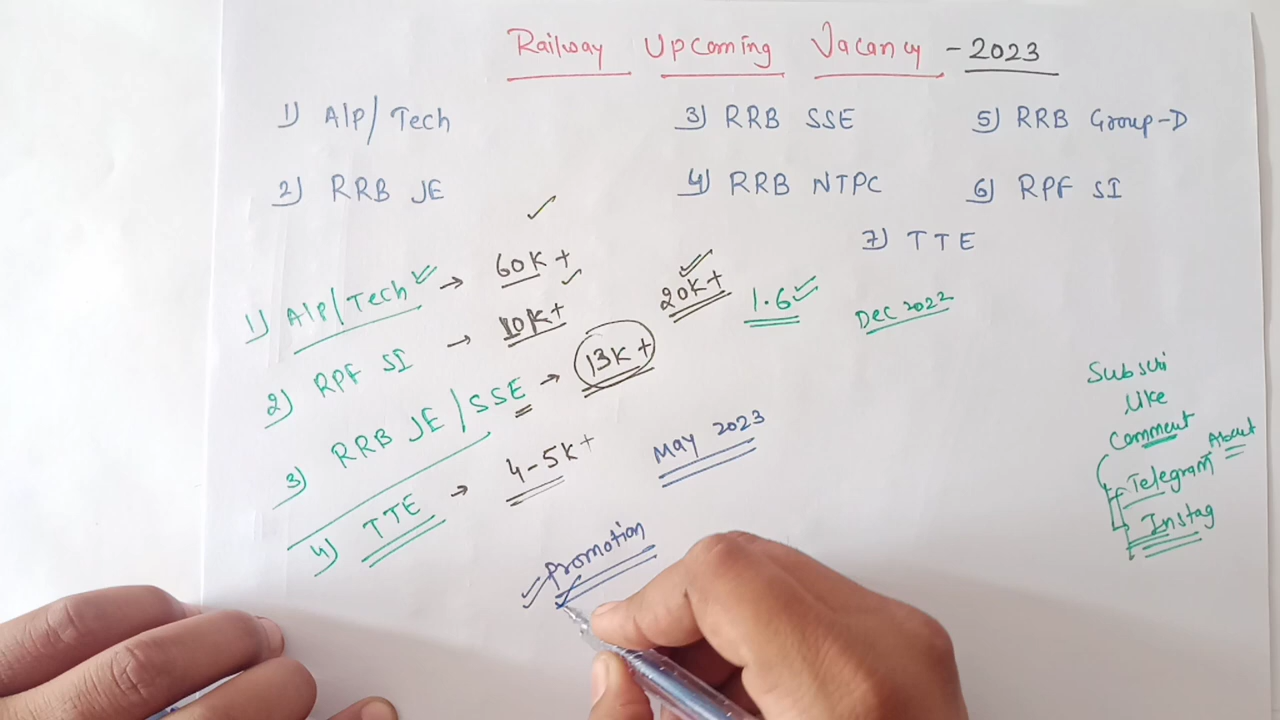 Railway Upcoming Vacancy - 2023
1) Alp/Tech
2) RRB JE
3) RRB SSE
4) RRB NTPC
5) RRB Group-D
6) RPF SI
7) TTE
1) Alp/Tech → 60K+
2) RPF SI → 10K+ 20K+ 1.6 Dec 2022
3) RRB JE/SSE → 13K+
4) TTE → 4-5K+ May 2023
Promotion
Subscri
Like
Comment
Telegram About
Instag